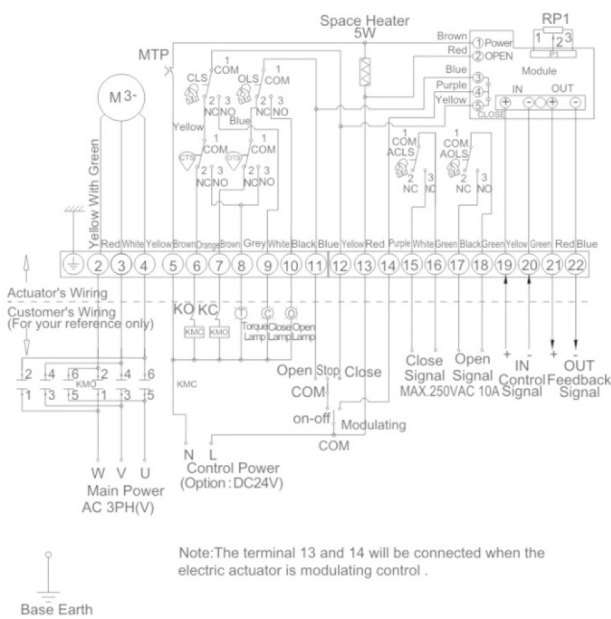 Space Heater
5W
RP1
1 2 3
P1
Brown
Red
Blue
Purple
Yellow
1 Power
2 OPEN
3
4
5
CLOSE
Module
IN OUT
+ - + -
MTP
CLS
1
COM
2 3
NC NO
OLS
1
COM
2 3
NC NO
M 3~
Yellow
Blue
CTS
1
COM
2 3
NC NO
OTS
1
COM
2 3
NC NO
1
COM
ACLS
2 3
NC
1
COM
AOLS
2 3
NC NO
Yellow With Green
Red White Yellow Brown Orange Brown Grey White Black Blue Yellow Red Purple White Green Black Green Yellow Green Red Blue
2 3 4 5 6 7 8 9 10 11 12 13 14 15 16 17 18 19 20 21 22
Actuator's Wiring
Customer's Wiring
(For your reference only)
KO KC
KMC KMO
T C O
Torque Close Open
Lamp Lamp Lamp
2 4 6 2 4 6
KMO
KMC
1 3 5 1 3 5
Open Stop Close
COM
on-off
Modulating
COM
Close
Signal
Open
Signal
MAX.250VAC 10A
+ -
IN
Control
Signal
+ -
OUT
Feedback
Signal
N L
Control Power
(Option : DC24V)
W V U
Main Power
AC 3PH(V)
Note:The terminal 13 and 14 will be connected when the
electric actuator is modulating control .
Base Earth